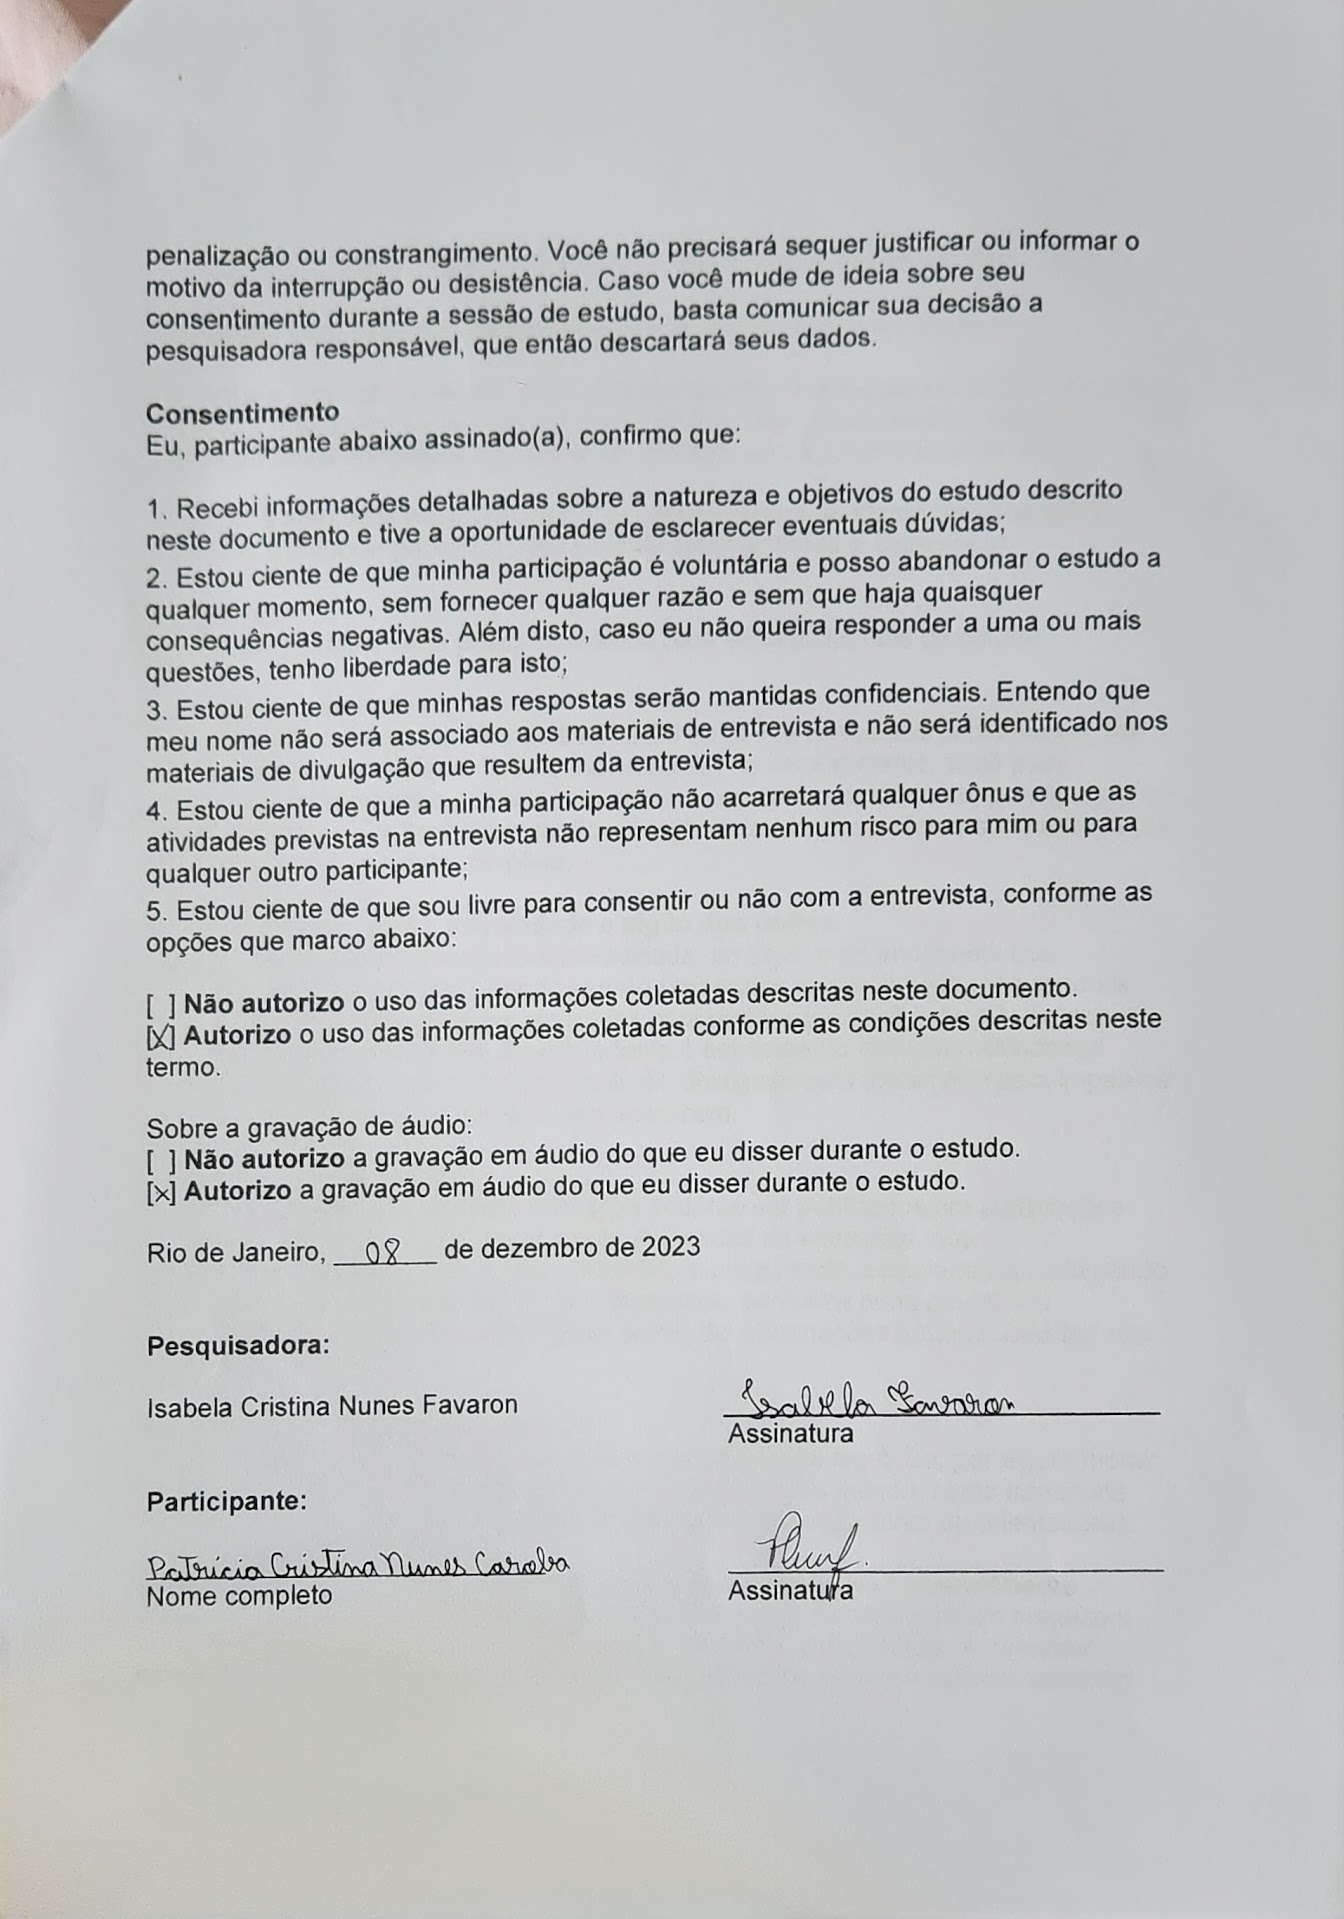 penalização ou constrangimento. Você não precisará sequer justificar ou informar o
motivo da interrupção ou desistência. Caso você mude de ideia sobre seu
consentimento durante a sessão de estudo, basta comunicar sua decisão a
pesquisadora responsável, que então descartará seus dados.
Consentimento
Eu, participante abaixo assinado(a), confirmo que:
1. Recebi informações detalhadas sobre a natureza e objetivos do estudo descrito
neste documento e tive a oportunidade de esclarecer eventuais dúvidas;
2. Estou ciente de que minha participação é voluntária e posso abandonar o estudo a
qualquer momento, sem fornecer qualquer razão e sem que haja quaisquer
consequências negativas. Além disto, caso eu não queira responder a uma ou mais
questões, tenho liberdade para isto;
3. Estou ciente de que minhas respostas serão mantidas confidenciais. Entendo que
meu nome não será associado aos materiais de entrevista e não será identificado nos
materiais de divulgação que resultem da entrevista;
4. Estou ciente de que a minha participação não acarretará qualquer ônus e que as
atividades previstas na entrevista não representam nenhum risco para mim ou para
qualquer outro participante;
5. Estou ciente de que sou livre para consentir ou não com a entrevista, conforme as
opções que marco abaixo:
[ ] Não autorizo o uso das informações coletadas descritas neste documento.
[X] Autorizo o uso das informações coletadas conforme as condições descritas neste
termo.
Sobre a gravação de áudio:
[ ] Não autorizo a gravação em áudio do que eu disser durante o estudo.
[x] Autorizo a gravação em áudio do que eu disser durante o estudo.
Rio de Janeiro, 08 de dezembro de 2023
Pesquisadora:
Isabela Cristina Nunes Favaron Isabela Favaron
Assinatura
Participante:
Patrícia Cristina Nunes
Nome completo Assinatura